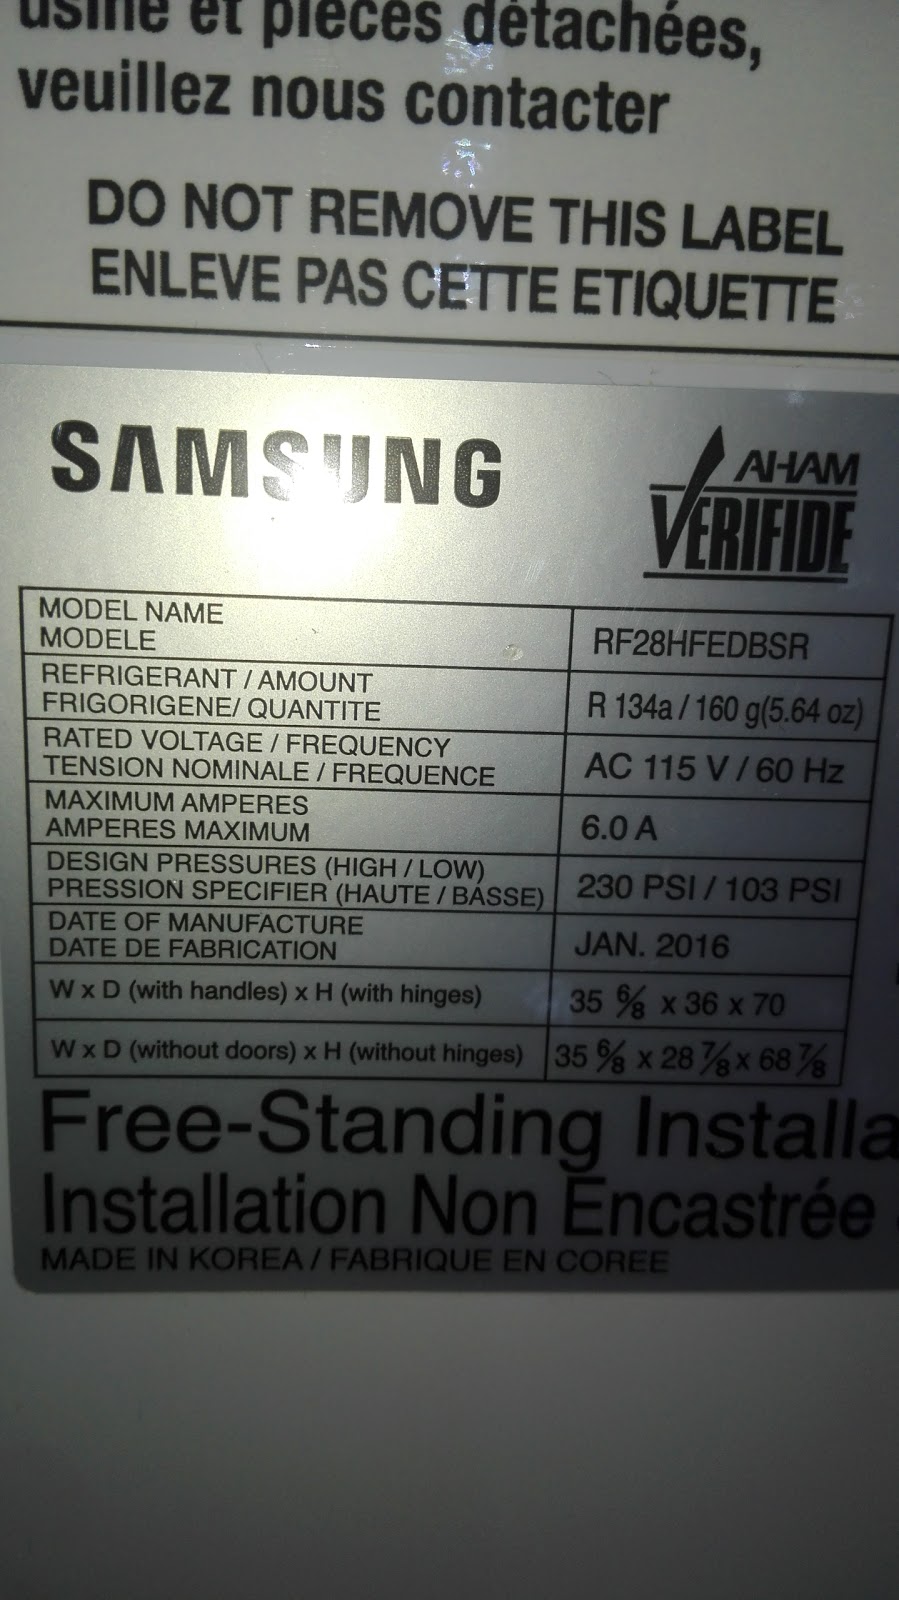 usine et pièces détachées,
veuillez nous contacter
DO NOT REMOVE THIS LABEL
ENLEVE PAS CETTE ETIQUETTE
SAMSUNG
AHAM
VERIFIDE
MODEL NAME
MODELE
RF28HFEDBSR
REFRIGERANT / AMOUNT
FRIGORIGENE/ QUANTITE
R 134a / 160 g(5.64 oz)
RATED VOLTAGE / FREQUENCY
TENSION NOMINALE / FREQUENCE
AC 115 V / 60 Hz
MAXIMUM AMPERES
AMPERES MAXIMUM
6.0 A
DESIGN PRESSURES (HIGH / LOW)
PRESSION SPECIFIER (HAUTE / BASSE)
230 PSI / 103 PSI
DATE OF MANUFACTURE
DATE DE FABRICATION
JAN. 2016
W x D (with handles) x H (with hinges)
35 6/8 x 36 x 70
W x D (without doors) x H (without hinges)
35 6/8 x 28 7/8 x 68 7/8
Free-Standing Installa
Installation Non Encastrée
MADE IN KOREA / FABRIQUE EN COREE